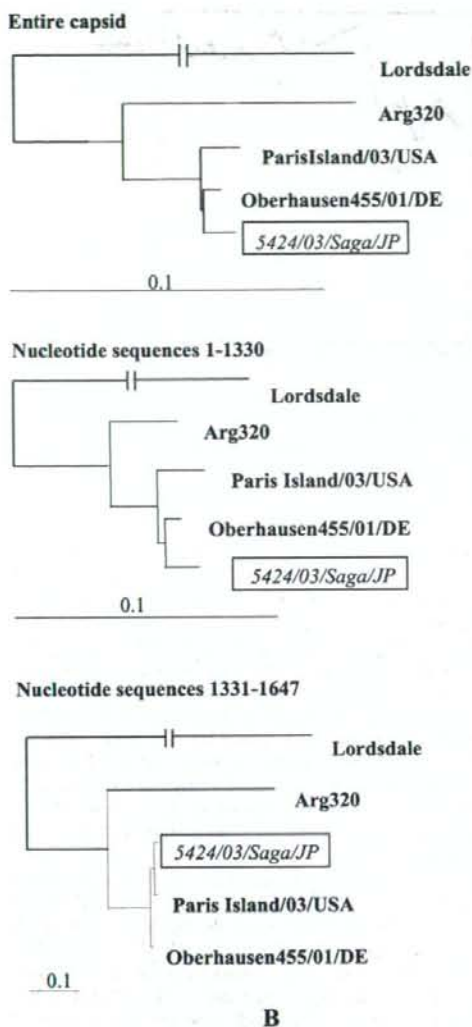 Entire capsid
Lordsdale
Arg320
ParisIsland/03/USA
Oberhausen455/01/DE
5424/03/Saga/JP
0.1
Nucleotide sequences 1-1330
Lordsdale
Arg320
Paris Island/03/USA
Oberhausen455/01/DE
5424/03/Saga/JP
0.1
Nucleotide sequences 1331-1647
Lordsdale
Arg320
5424/03/Saga/JP
Paris Island/03/USA
Oberhausen455/01/DE
0.1
B